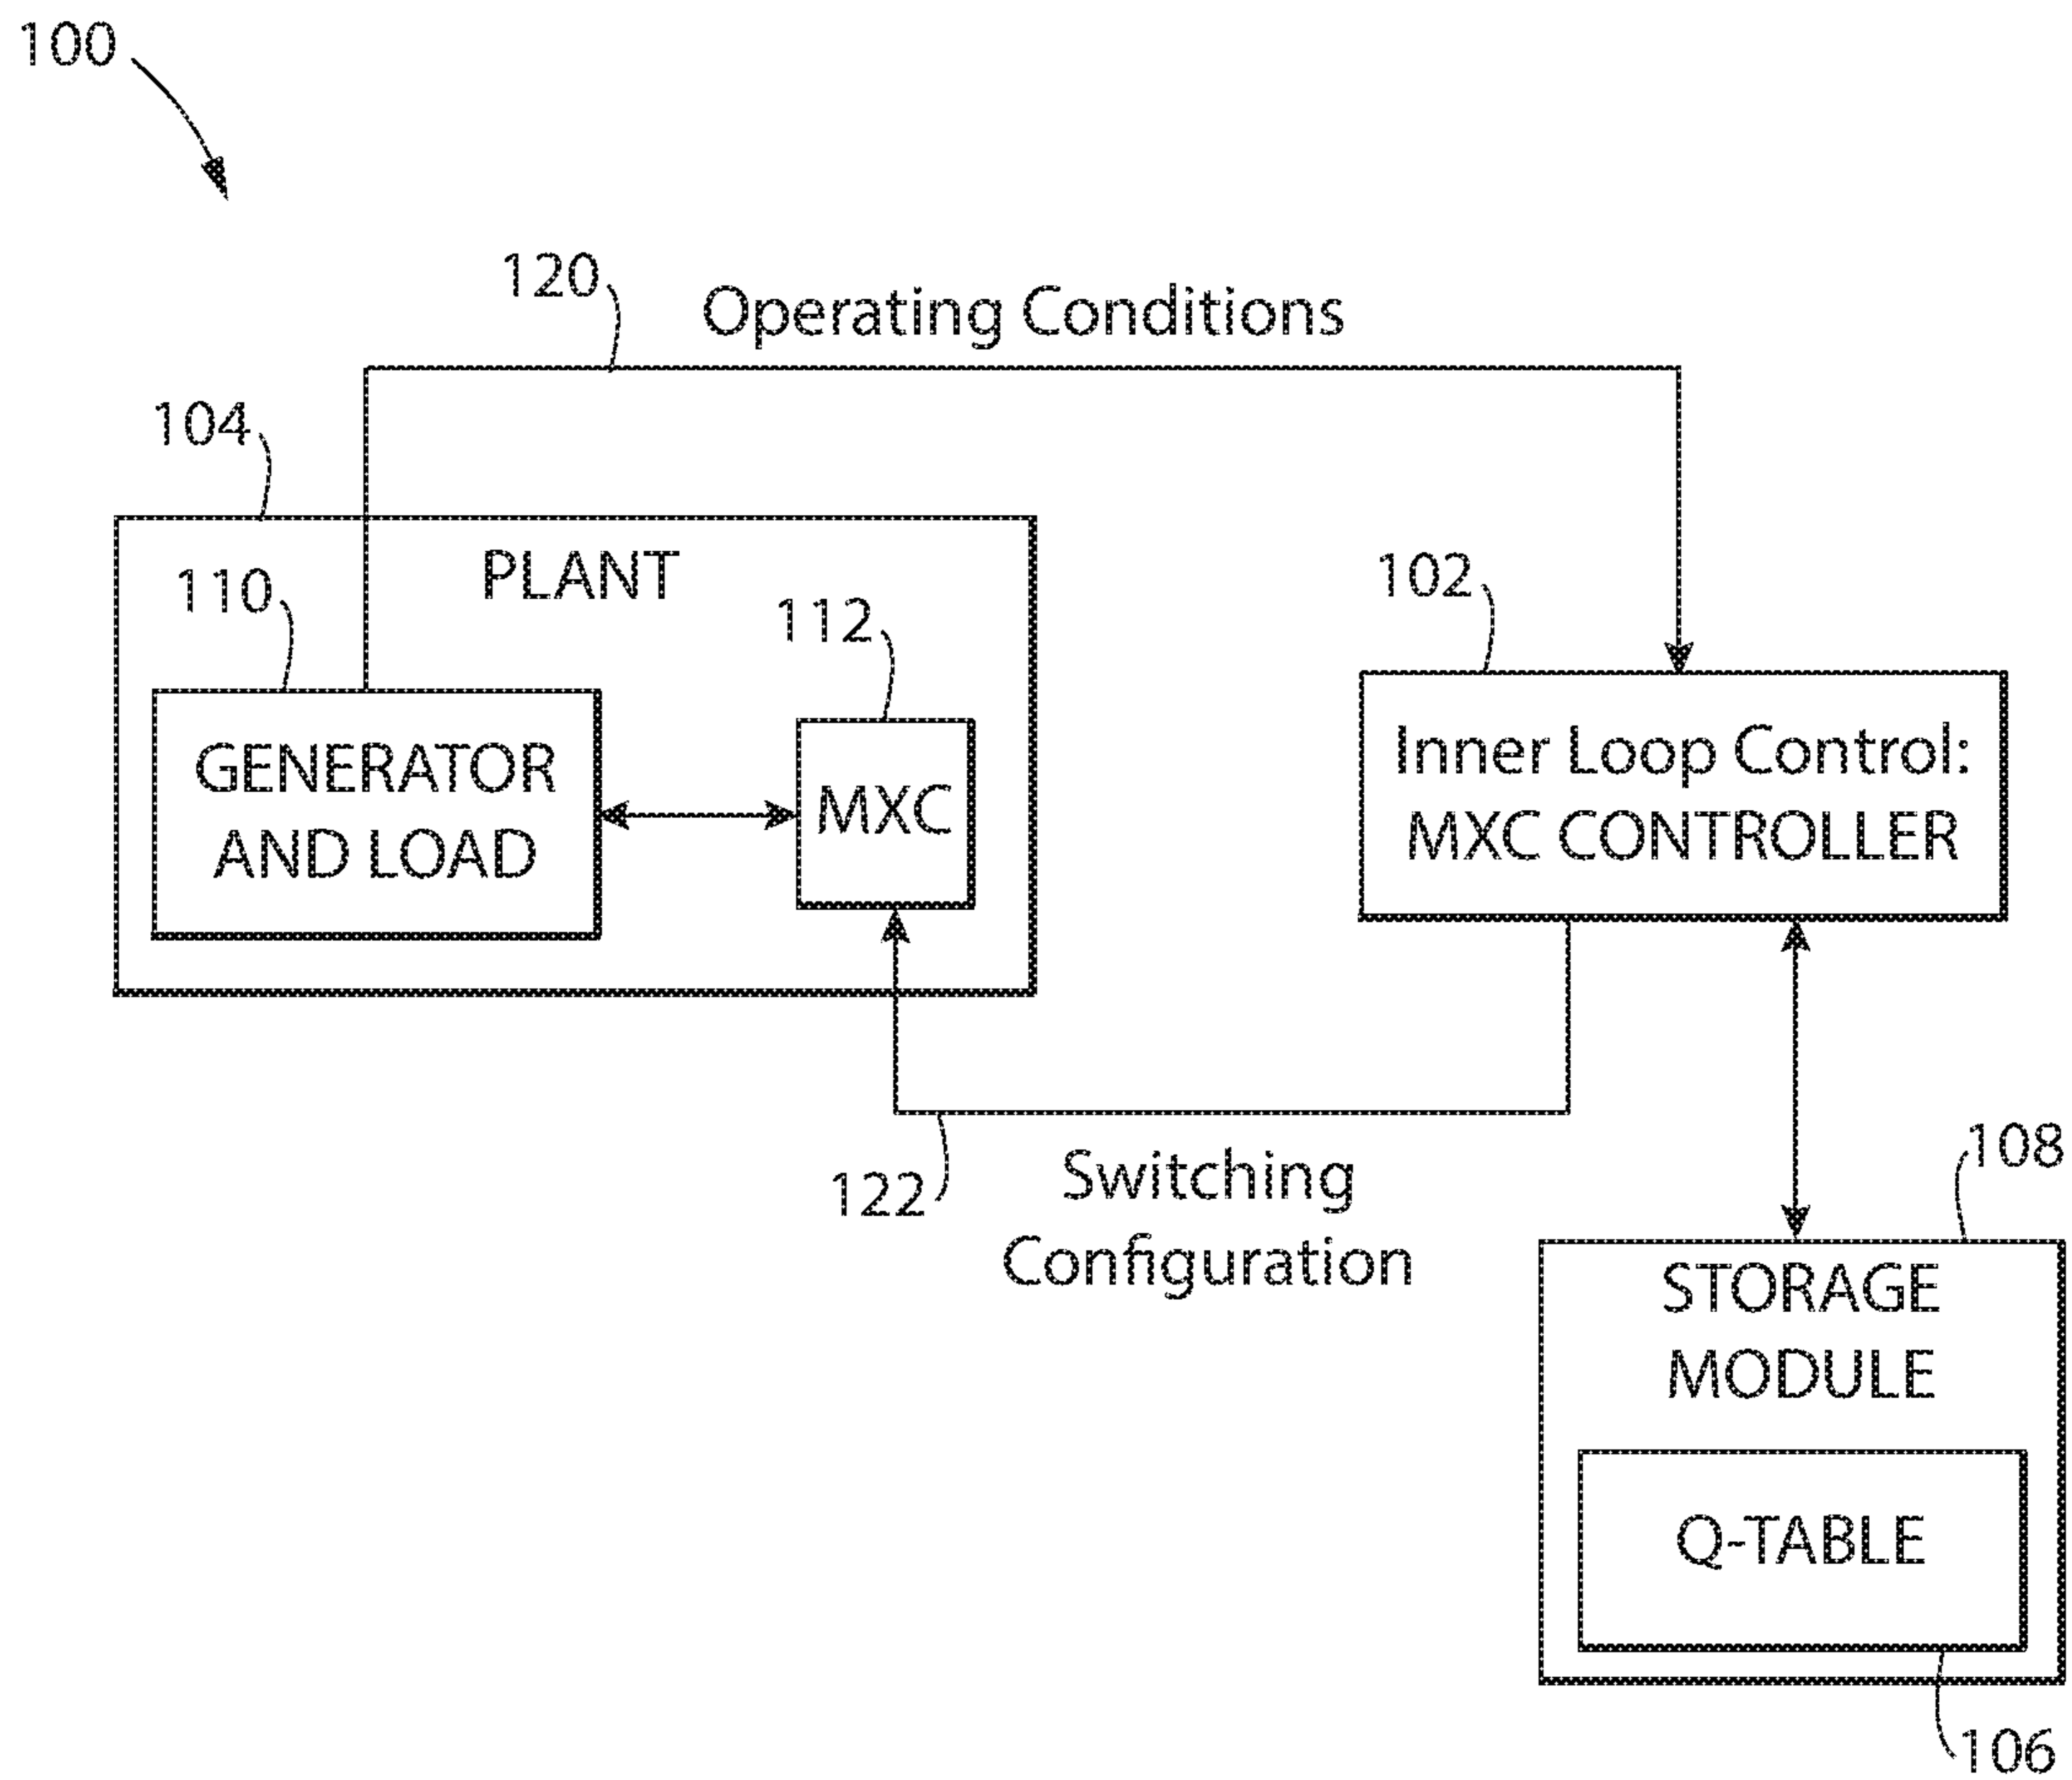 100
120
Operating Conditions
104
PLANT
110
112
102
GENERATOR
AND LOAD
MXC
Inner Loop Control:
MXC CONTROLLER
122
Switching
Configuration
108
STORAGE
MODULE
Q-TABLE
106